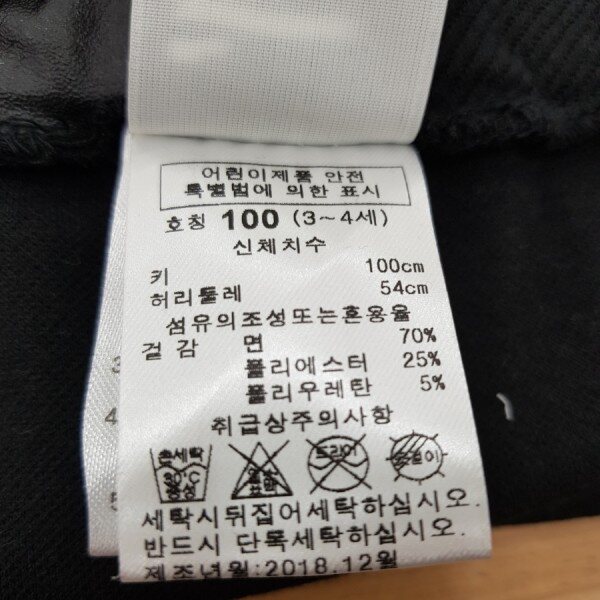 어린이제품 안전
특별법에 의한 표시
호칭 100 (3~4세)
신체치수
키 100cm
허리둘레 54cm
섬유의조성또는혼용율
겉감 면 70%
폴리에스터 25%
폴리우레탄 5%
취급상주의사항
손세탁
드라이
옷걸이
세탁시뒤집어세탁하십시오.
반드시 단독세탁하십시오.
제조년월:2018.12월